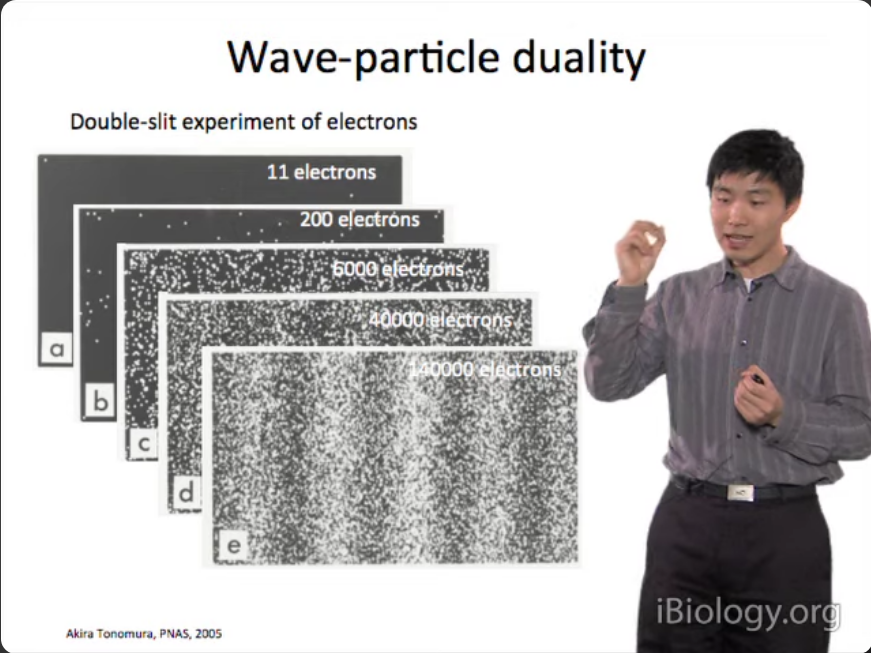 Wave-particle duality
Double-slit experiment of electrons
11 electrons
200 electrons
6000 electrons
40000 electrons
140000 electrons
a
b
c
d
e
iBiology.org
Akira Tonomura, PNAS, 2005